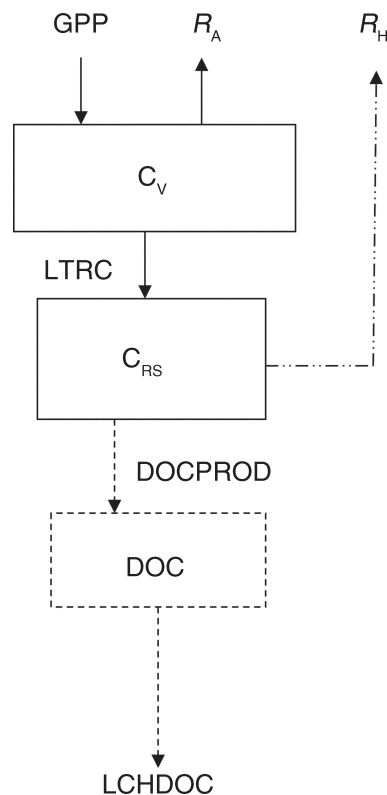 GPP R_A R_H
C_V
LTRC
C_RS
DOCPROD
DOC
LCHDOC